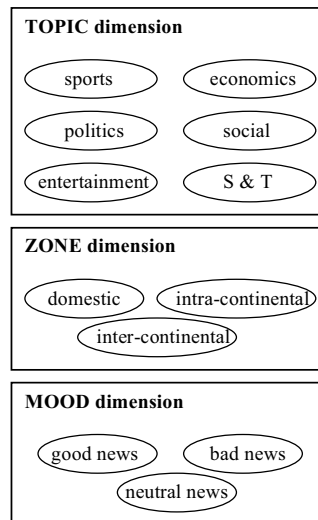 TOPIC dimension
sports economics
politics social
entertainment S & T
ZONE dimension
domestic intra-continental
inter-continental
MOOD dimension
good news bad news
neutral news